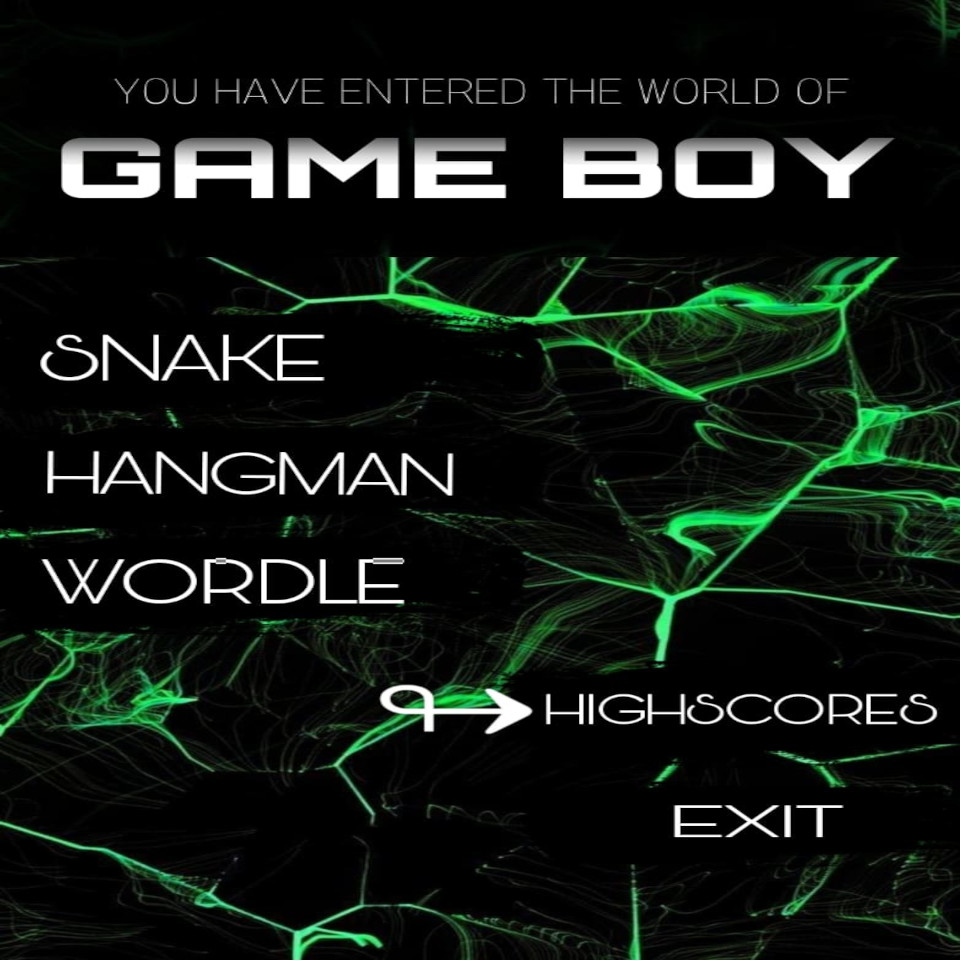 YOU HAVE ENTERED THE WORLD OF
GAME BOY
SNAKE
HANGMAN
WORDLE
HIGHSCORES
EXIT